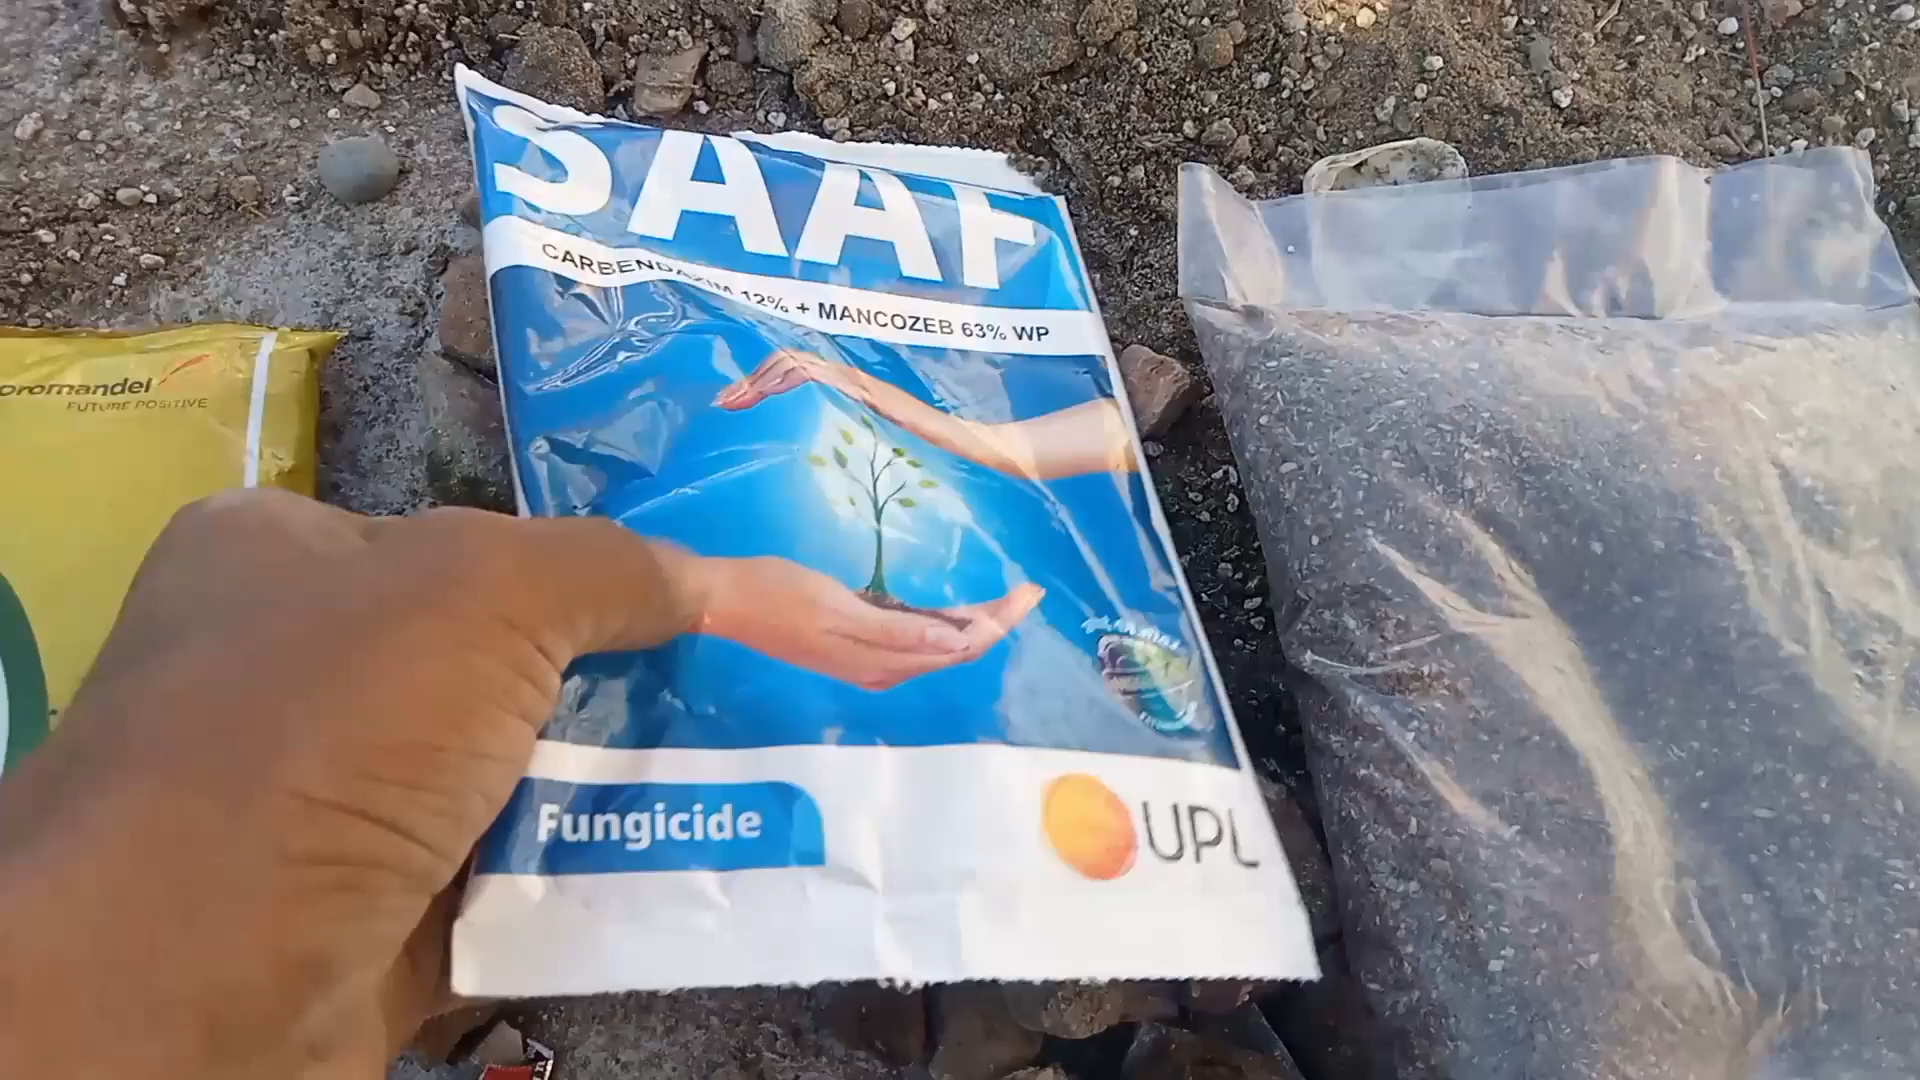 SAAF
CARBENDAZIM 12% + MANCOZEB 63% WP
oromandel
FUTURE POSITIVE
Fungicide
UPL